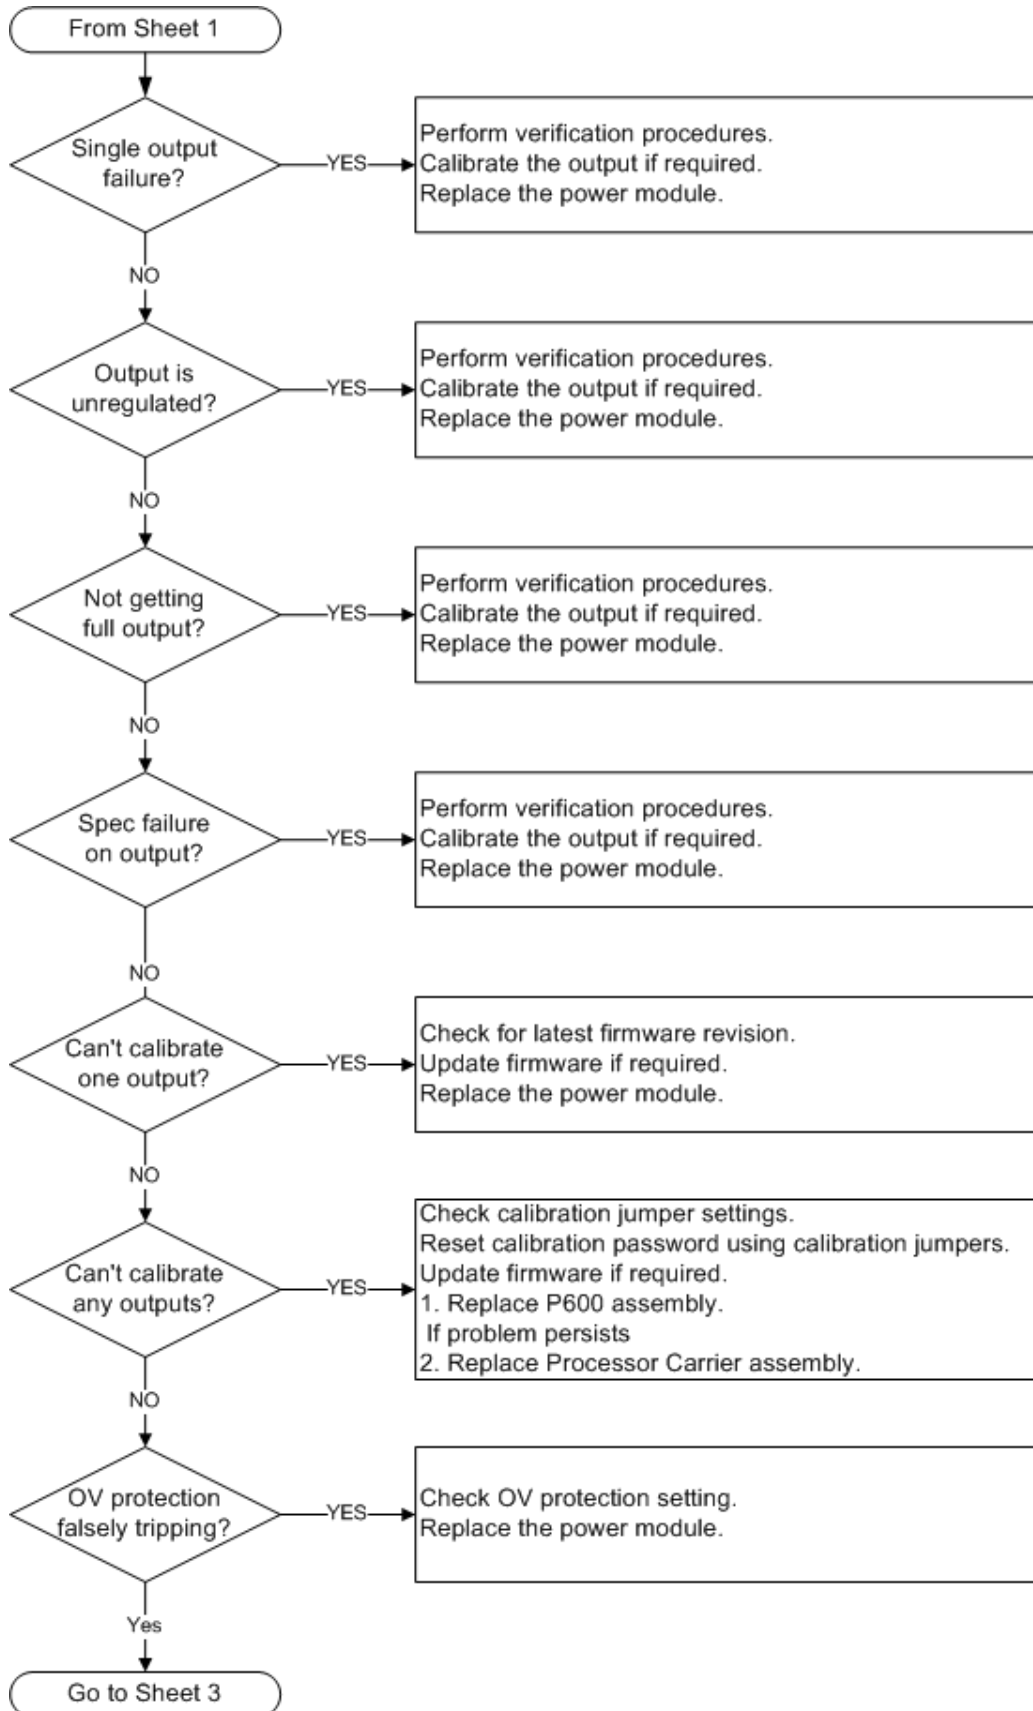 From Sheet 1
Single output
failure?
YES
Perform verification procedures.
Calibrate the output if required.
Replace the power module.
NO
Output is
unregulated?
YES
Perform verification procedures.
Calibrate the output if required.
Replace the power module.
NO
Not getting
full output?
YES
Perform verification procedures.
Calibrate the output if required.
Replace the power module.
NO
Spec failure
on output?
YES
Perform verification procedures.
Calibrate the output if required.
Replace the power module.
NO
Can't calibrate
one output?
YES
Check for latest firmware revision.
Update firmware if required.
Replace the power module.
NO
Can't calibrate
any outputs?
YES
Check calibration jumper settings.
Reset calibration password using calibration jumpers.
Update firmware if required.
1. Replace P600 assembly.
If problem persists
2. Replace Processor Carrier assembly.
NO
OV protection
falsely tripping?
YES
Check OV protection setting.
Replace the power module.
Yes
Go to Sheet 3